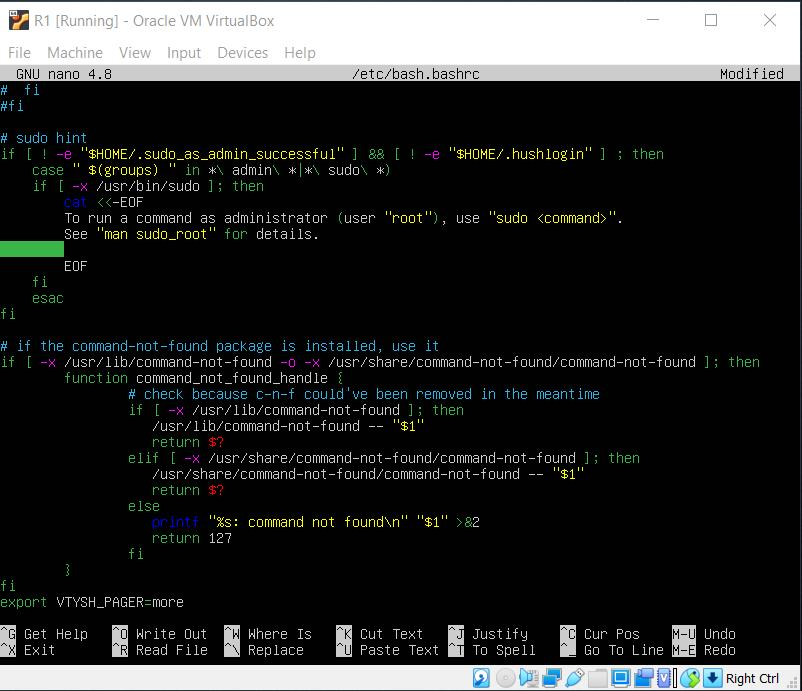 R1 [Running] - Oracle VM VirtualBox
File Machine View Input Devices Help
GNU nano 4.8 /etc/bash.bashrc Modified
#  fi
#fi

# sudo hint
if [ ! -e "$HOME/.sudo_as_admin_successful" ] && [ ! -e "$HOME/.hushlogin" ] ; then
    case " $(groups) " in *\ admin\ *|*\ sudo\ *)
    if [ -x /usr/bin/sudo ]; then
        cat <<-EOF
        To run a command as administrator (user "root"), use "sudo <command>".
        See "man sudo_root" for details.

        EOF
    fi
    esac
fi

# if the command-not-found package is installed, use it
if [ -x /usr/lib/command-not-found -o -x /usr/share/command-not-found/command-not-found ]; then
        function command_not_found_handle {
                # check because c-n-f could've been removed in the meantime
                if [ -x /usr/lib/command-not-found ]; then
                   /usr/lib/command-not-found -- "$1"
                   return $?
                elif [ -x /usr/share/command-not-found/command-not-found ]; then
                   /usr/share/command-not-found/command-not-found -- "$1"
                   return $?
                else
                   printf "%s: command not found\n" "$1" >&2
                   return 127
                fi
        }
fi
export VTYSH_PAGER=more
^G Get Help ^O Write Out ^W Where Is ^K Cut Text ^J Justify ^C Cur Pos M-U Undo
^X Exit ^R Read File ^\ Replace ^U Paste Text ^T To Spell ^_ Go To Line M-E Redo
Right Ctrl